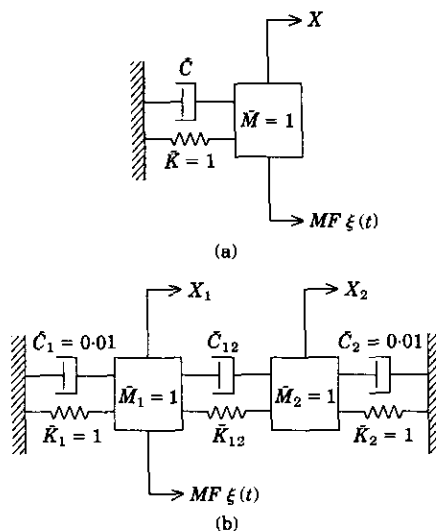 X
C̄
M̄ = 1
K̄ = 1
MF ξ(t)
(a)
X₁
X₂
C̄₁ = 0·01
C̄₁₂
C̄₂ = 0·01
M̄₁ = 1
M̄₂ = 1
K̄₁ = 1
K̄₁₂
K̄₂ = 1
MF ξ(t)
(b)